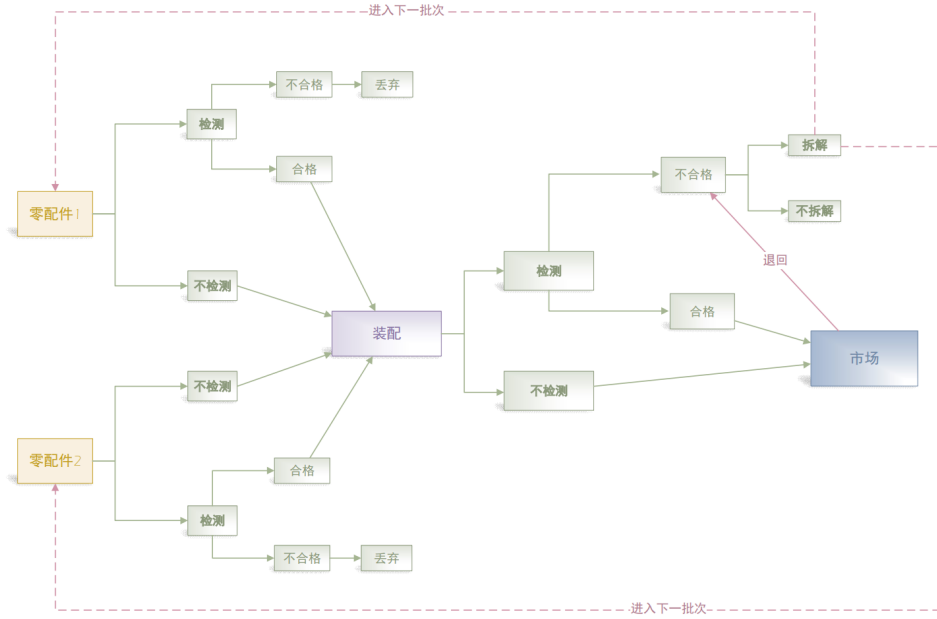 进入下一批次
不合格
丢弃
检测
合格
拆解
不合格
不拆解
零配件1
退回
检测
不检测
合格
装配
市场
不检测
不检测
零配件2
合格
检测
不合格
丢弃
进入下一批次